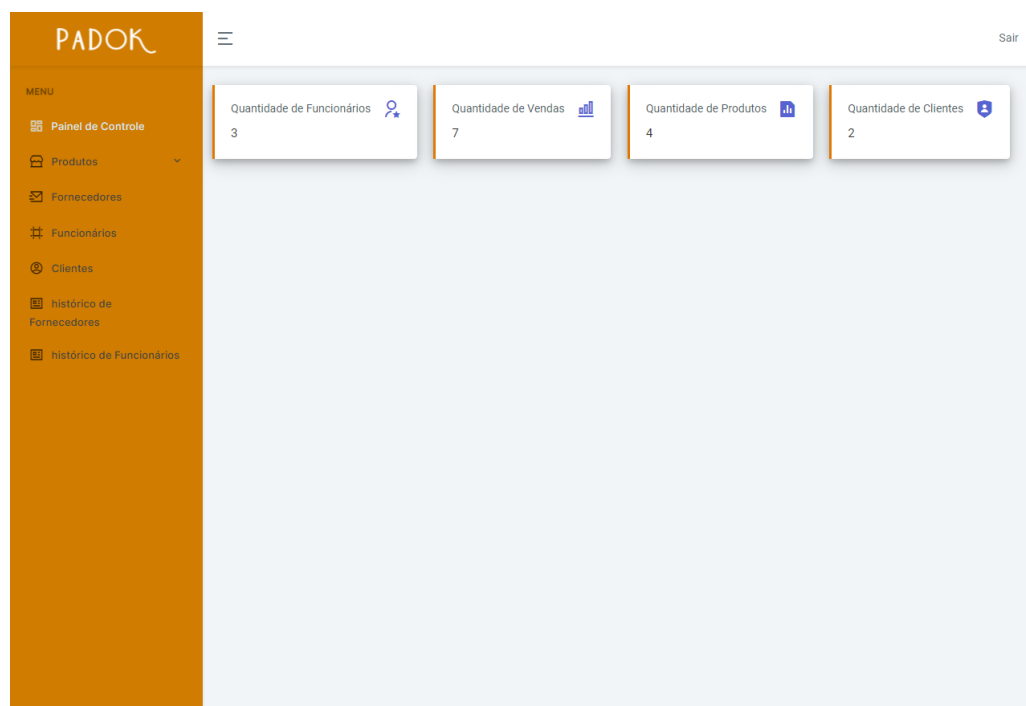 PADOK
Sair
MENU
Painel de Controle
Produtos
Fornecedores
Funcionários
Clientes
histórico de
Fornecedores
histórico de Funcionários
Quantidade de Funcionários
3
Quantidade de Vendas
7
Quantidade de Produtos
4
Quantidade de Clientes
2